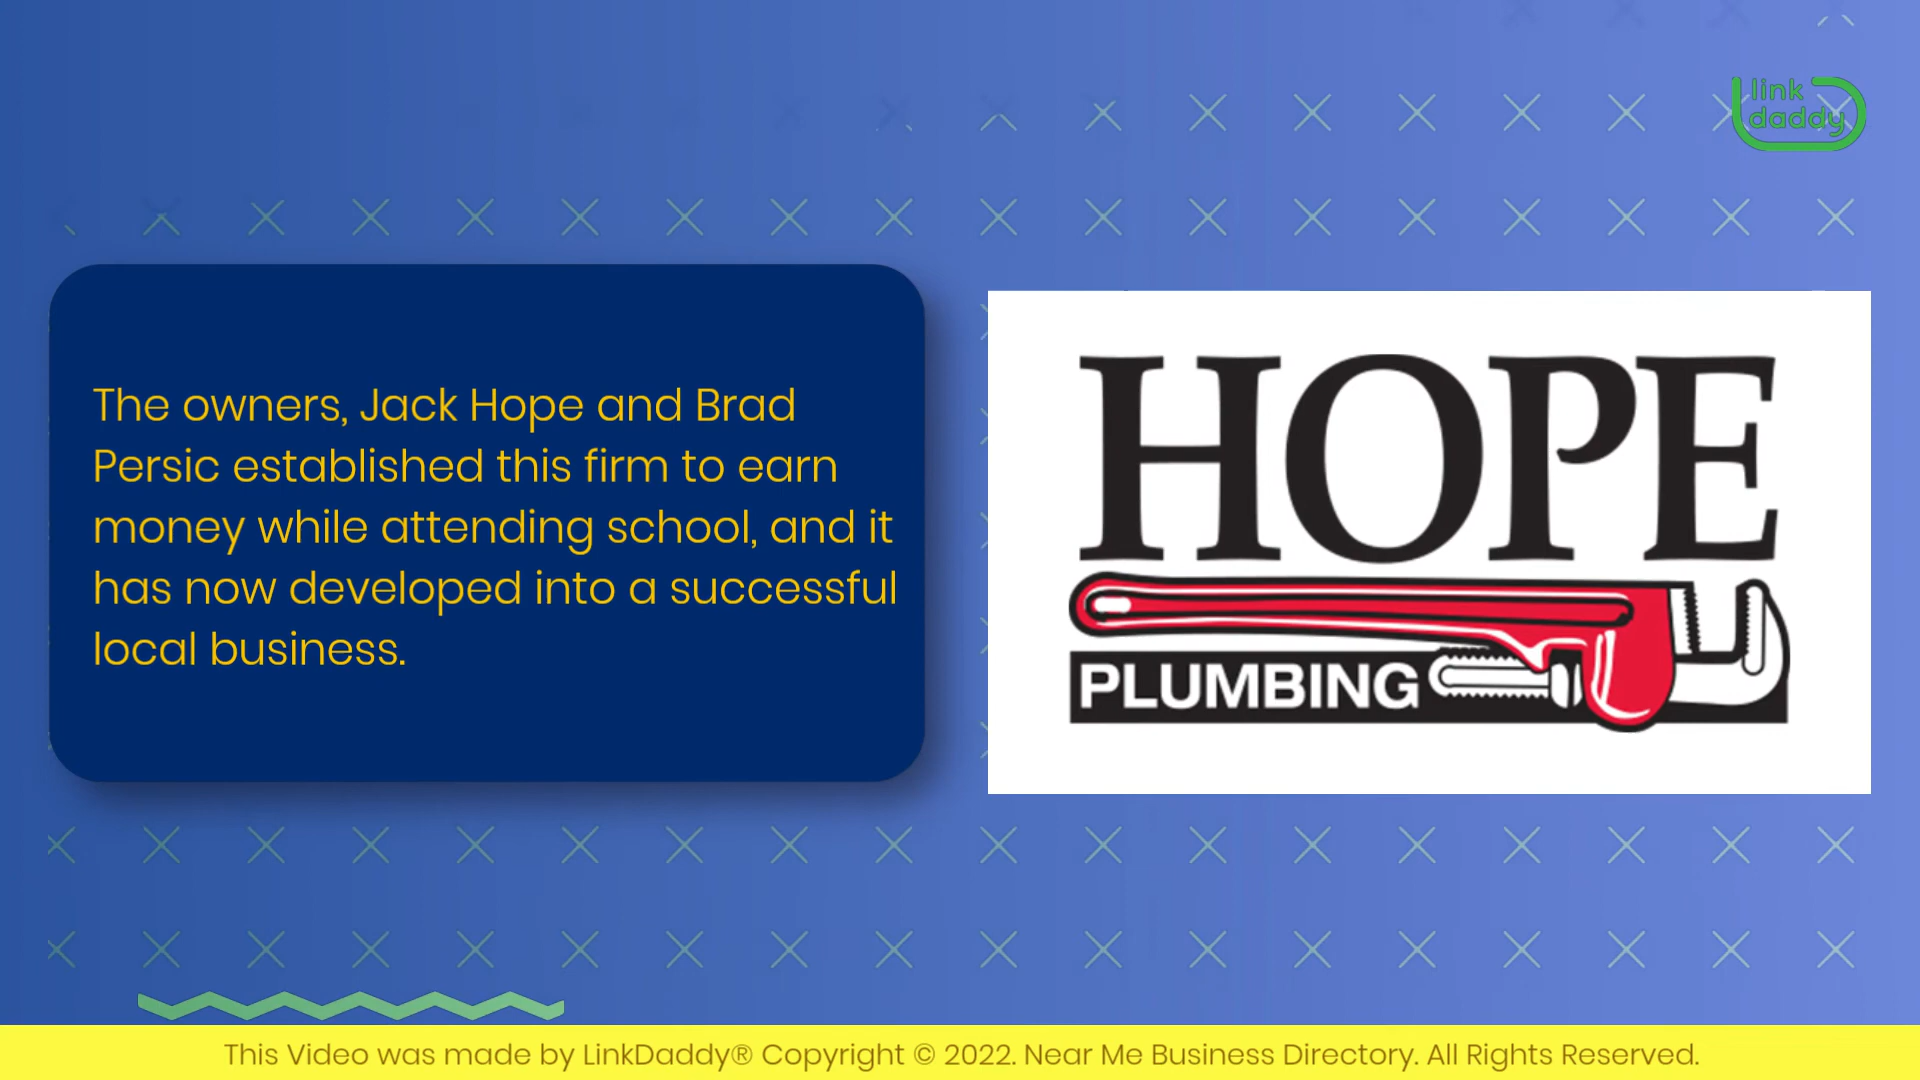 link
daddy
The owners, Jack Hope and Brad
Persic established this firm to earn
money while attending school, and it
has now developed into a successful
local business.
HOPE
PLUMBING
This Video was made by LinkDaddy® Copyright © 2022. Near Me Business Directory. All Rights Reserved.